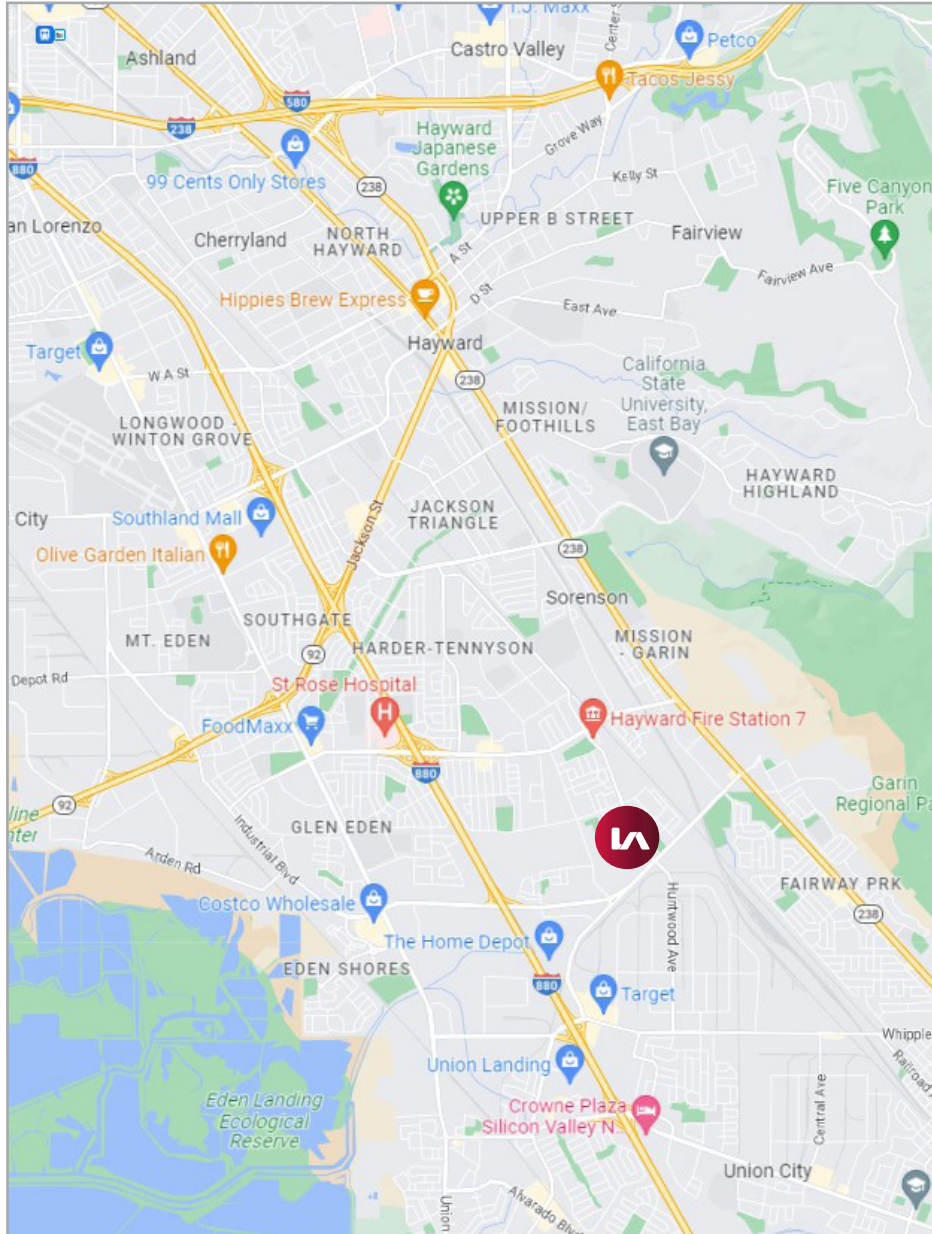 T.J. Maxx
Center S
Petco
Castro Valley
Ashland
Tacos Jessy
580
238
Hayward
Japanese
Gardens
Grove Way
880
99 Cents Only Stores
238
Kelly St
Five Canyon
Park
UPPER B STREET
an Lorenzo
Cherryland
NORTH
HAYWARD
Fairview
A St
Fairview Ave
D St
Hippies Brew Express
East Ave
Hayward
Target
W A St
238
California
State
University,
East Bay
MISSION/
FOOTHILLS
LONGWOOD -
WINTON GROVE
HAYWARD
HIGHLAND
JACKSON
TRIANGLE
City
Southland Mall
Jackson St
Olive Garden Italian
238
Sorenson
SOUTHGATE
MT. EDEN
MISSION
- GARIN
HARDER-TENNYSON
92
Depot Rd
St Rose Hospital
FoodMaxx
Hayward Fire Station 7
880
92
Garin
Regional Pa
line
nter
GLEN EDEN
Industrial Blvd
Arden Rd
Huntwood Ave
FAIRWAY PRK
Costco Wholesale
238
The Home Depot
EDEN SHORES
880
Target
Whipple
Union Landing
Railroad A
Central Ave
Eden Landing
Ecological
Reserve
Crowne Plaza
Silicon Valley N...
Union City
Union
Alvarado Blvd